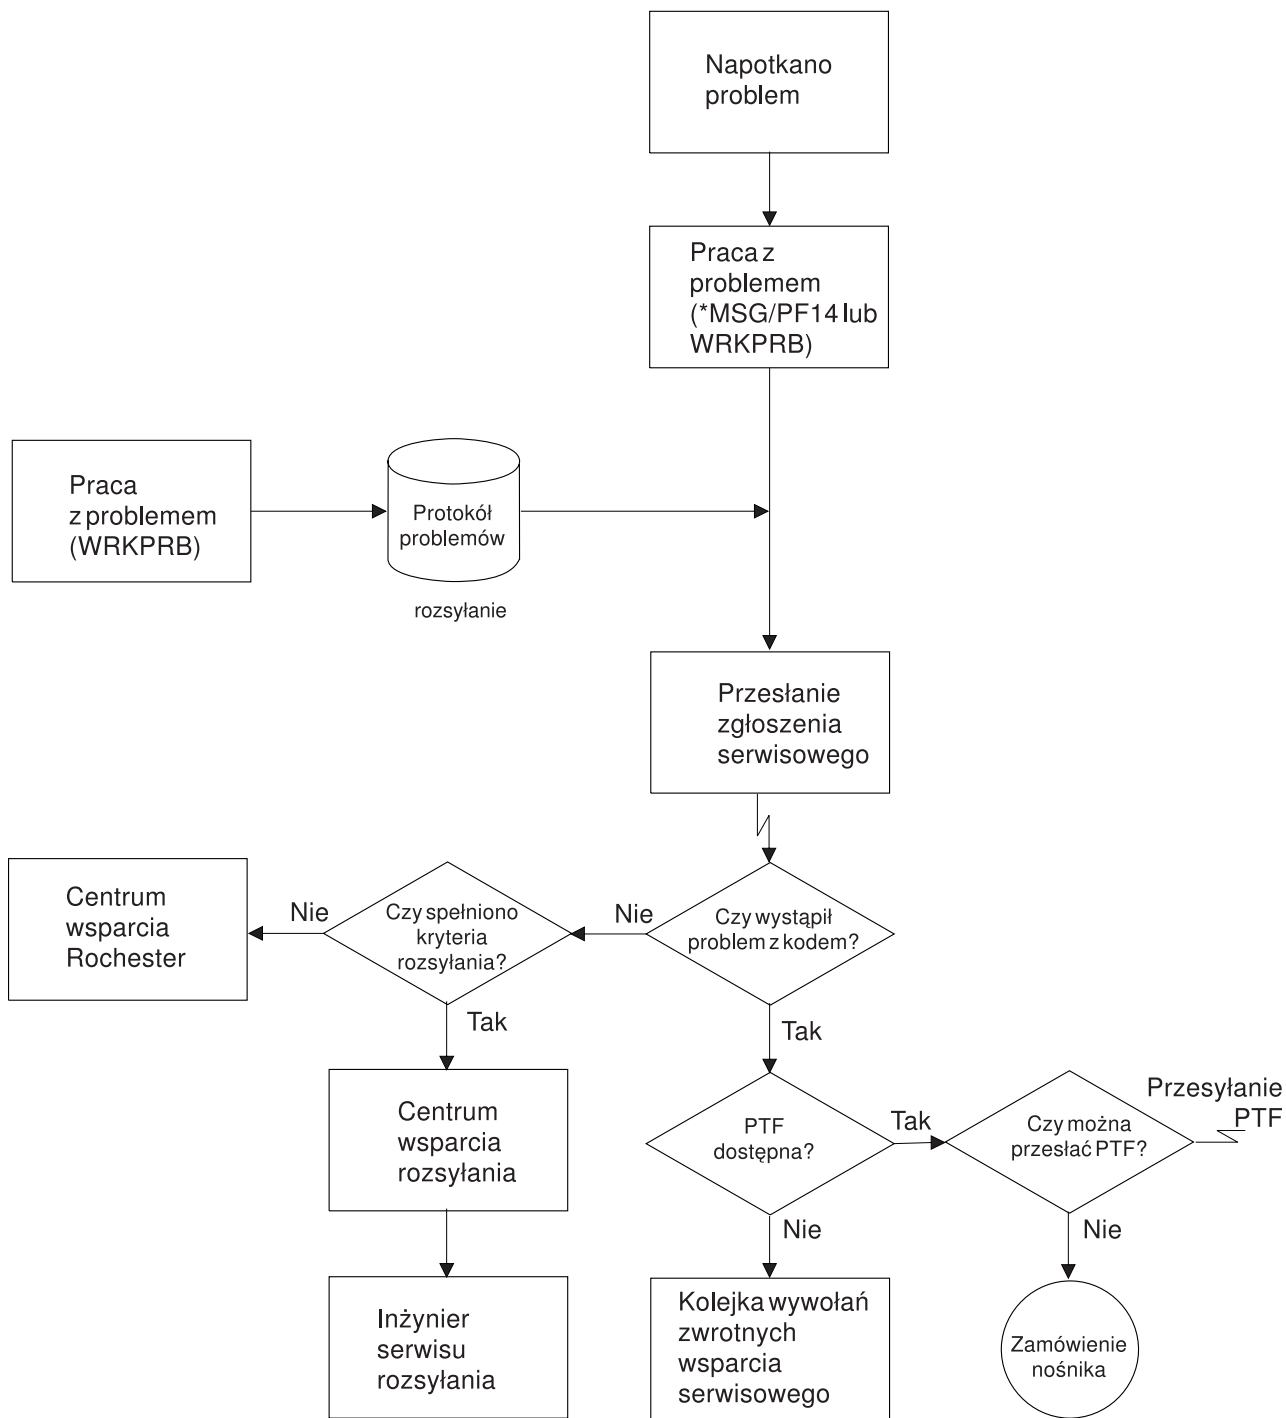 Napotkano
problem
Praca z
problemem
(*MSG/PF14 lub
WRKPRB)
Praca
z problemem
(WRKPRB)
Protokół
problemów
rozsyłanie
Przesłanie
zgłoszenia
serwisowego
Centrum
wsparcia
Rochester
Nie
Czy spełniono
kryteria
rozsyłania?
Nie
Czy wystąpił
problem z kodem?
Tak
Tak
Centrum
wsparcia
rozsyłania
PTF
dostępna?
Tak
Czy można
przesłać PTF?
Przesyłanie
PTF
Nie
Nie
Inżynier
serwisu
rozsyłania
Kolejka wywołań
zwrotnych
wsparcia
serwisowego
Zamówienie
nośnika